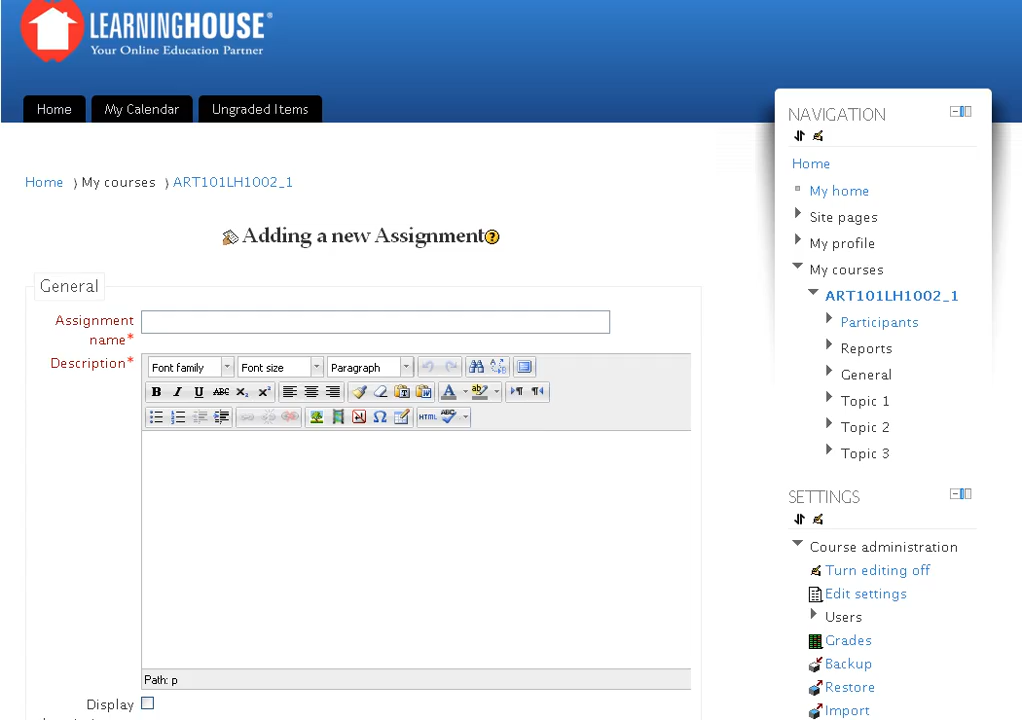 LEARNINGHOUSE®
Your Online Education Partner
Home My Calendar Ungraded Items
Home ) My courses ) ART101LH1002_1
Adding a new Assignment
General
Assignment
name*
Description*
Font family Font size Paragraph
B I U ABC X₂ X²
HTML ABC
Path: p
Display
NAVIGATION
Home
My home
Site pages
My profile
My courses
ART101LH1002_1
Participants
Reports
General
Topic 1
Topic 2
Topic 3
SETTINGS
Course administration
Turn editing off
Edit settings
Users
Grades
Backup
Restore
Import